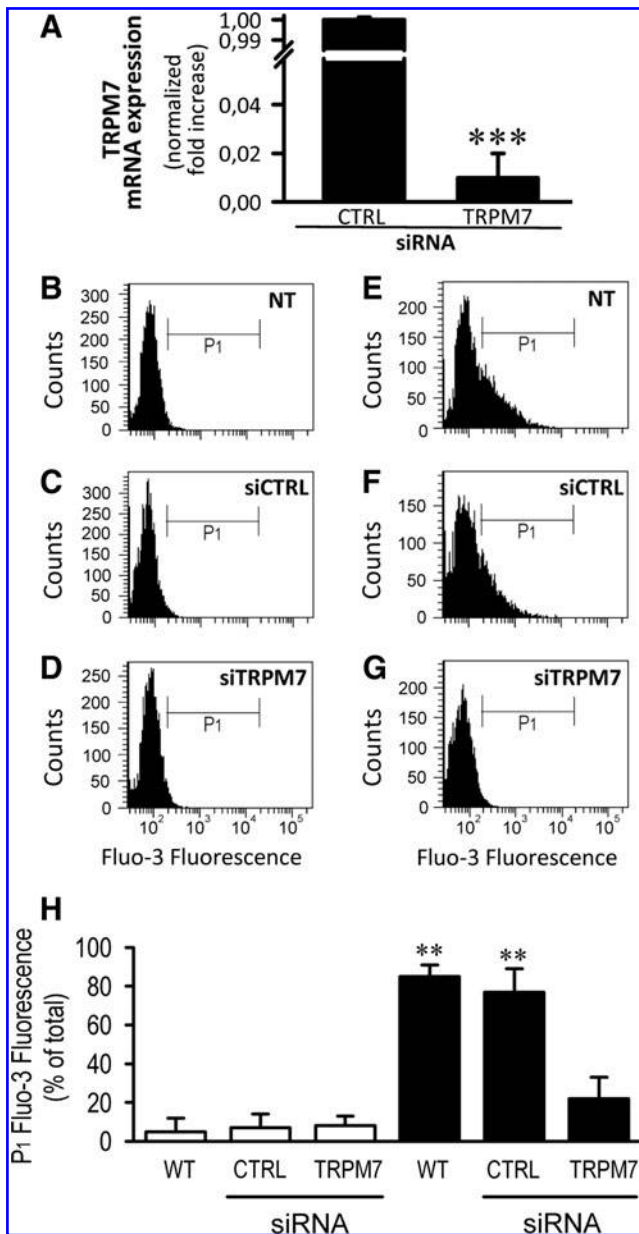 A
TRPM7
mRNA expression
(normalized
fold increase)
1,00
0,99
0,04
0,02
0,00
***
CTRL TRPM7
siRNA
B
Counts
300
250
200
150
100
50
0
NT
P1
E
Counts
200
150
100
50
0
NT
P1
C
Counts
300
250
200
150
100
50
0
siCTRL
P1
F
Counts
150
100
50
0
siCTRL
P1
D
Counts
250
200
150
100
50
0
siTRPM7
P1
10² 10³ 10⁴ 10⁵
Fluo-3 Fluorescence
G
Counts
200
150
100
50
0
siTRPM7
P1
10² 10³ 10⁴ 10⁵
Fluo-3 Fluorescence
H
P1 Fluo-3 Fluorescence
(% of total)
100
80
60
40
20
0
** **
WT CTRL TRPM7 WT CTRL TRPM7
siRNA siRNA